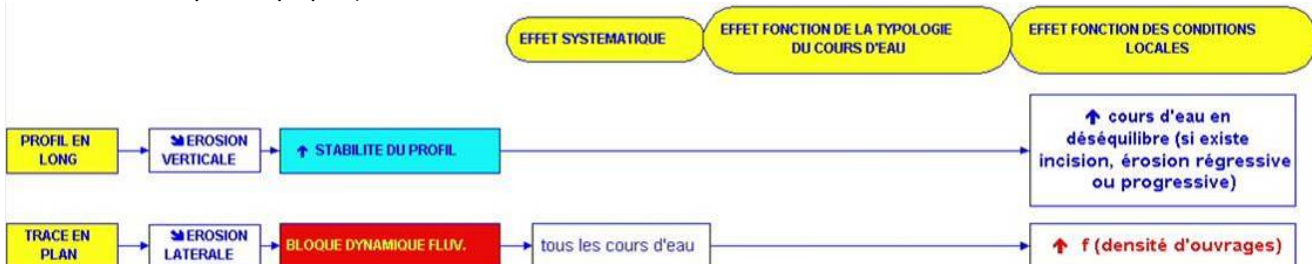 EFFET SYSTEMATIQUE
EFFET FONCTION DE LA TYPOLOGIE
DU COURS D'EAU
EFFET FONCTION DES CONDITIONS
LOCALES
PROFIL EN
LONG
↘ EROSION
VERTICALE
↑ STABILITE DU PROFIL
↑ cours d'eau en
déséquilibre (si existe
incision, érosion régressive
ou progressive)
TRACE EN
PLAN
↘ EROSION
LATERALE
BLOQUE DYNAMIQUE FLUV.
tous les cours d'eau
↑ f (densité d'ouvrages)